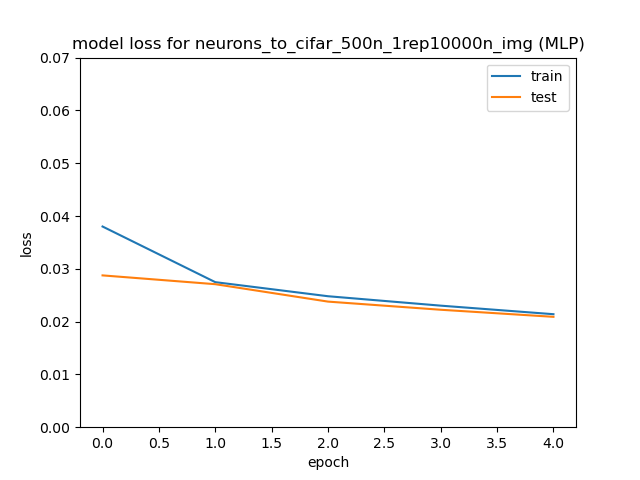 model loss for neurons_to_cifar_500n_1rep10000n_img (MLP)
0.07
0.06
0.05
0.04
0.03
0.02
0.01
0.00
loss
train
test
0.0 0.5 1.0 1.5 2.0 2.5 3.0 3.5 4.0
epoch